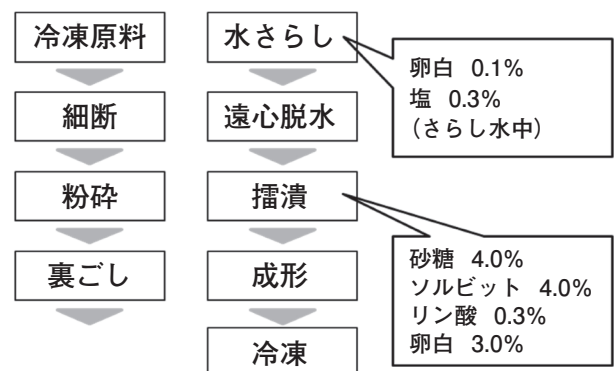 冷凍原料
細断
粉砕
裏ごし
水さらし
卵白 0.1%
塩 0.3%
(さらし水中)
遠心脱水
擂潰
砂糖 4.0%
ソルビット 4.0%
リン酸 0.3%
卵白 3.0%
成形
冷凍